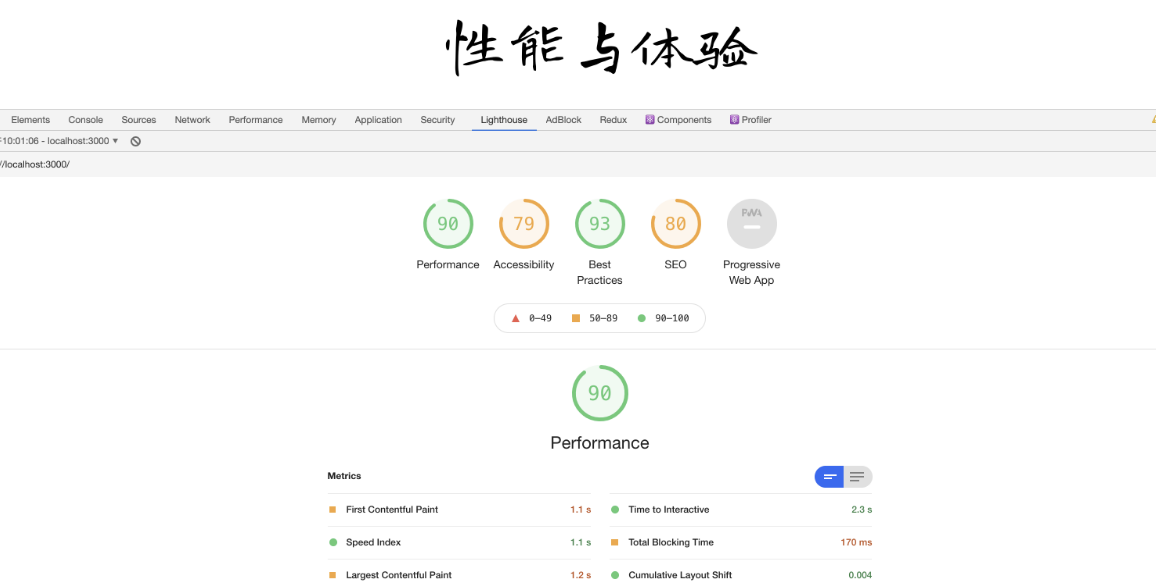 性能与体验
Elements Console Sources Network Performance Memory Application Security Lighthouse AdBlock Redux Components Profiler
10:01:06 - localhost:3000
//localhost:3000/
90 79 93 80 PWA
Performance Accessibility Best Practices SEO Progressive Web App
0–49 50–89 90–100
90
Performance
Metrics
First Contentful Paint 1.1 s Time to Interactive 2.3 s
Speed Index 1.1 s Total Blocking Time 170 ms
Largest Contentful Paint 1.2 s Cumulative Layout Shift 0.004